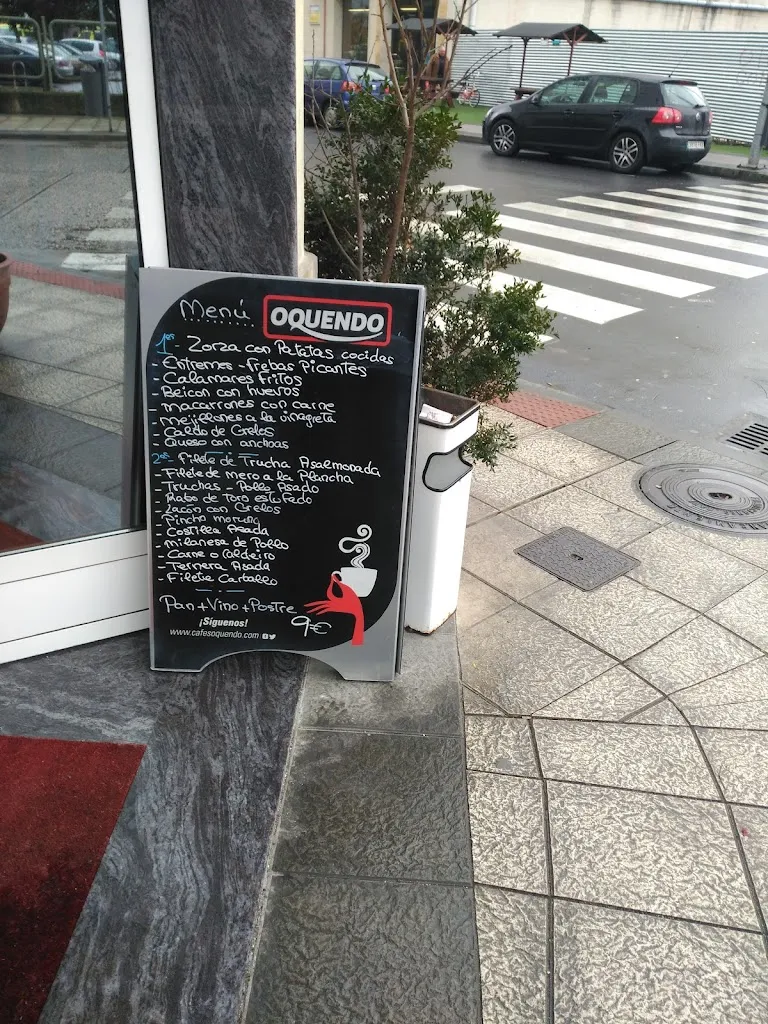 Menú OQUENDO
1os - Zorza con Patatas cocidas
- Entremes - Frebas Picantes
- Calamares Fritos
- Beicon con huevos
- Macarrones con carne
- Mejillones a la vinagreta
- Caldo de Grelos
- Queso con anchoas
2os - Filete de Trucha Asalmonada
- Filete de mero a la Plancha
- Truchas - Pollo Asado
- Rabo de Toro estofado
- Lacón con Grelos
- Pincho moruno
- Costilla Asada
- Milanesa de Pollo
- Carne o Caldeiro
- Ternera Asada
- Filete Carballo
Pan + Vino + Postre
9€
¡Síguenos!
www.cafesoquendo.com